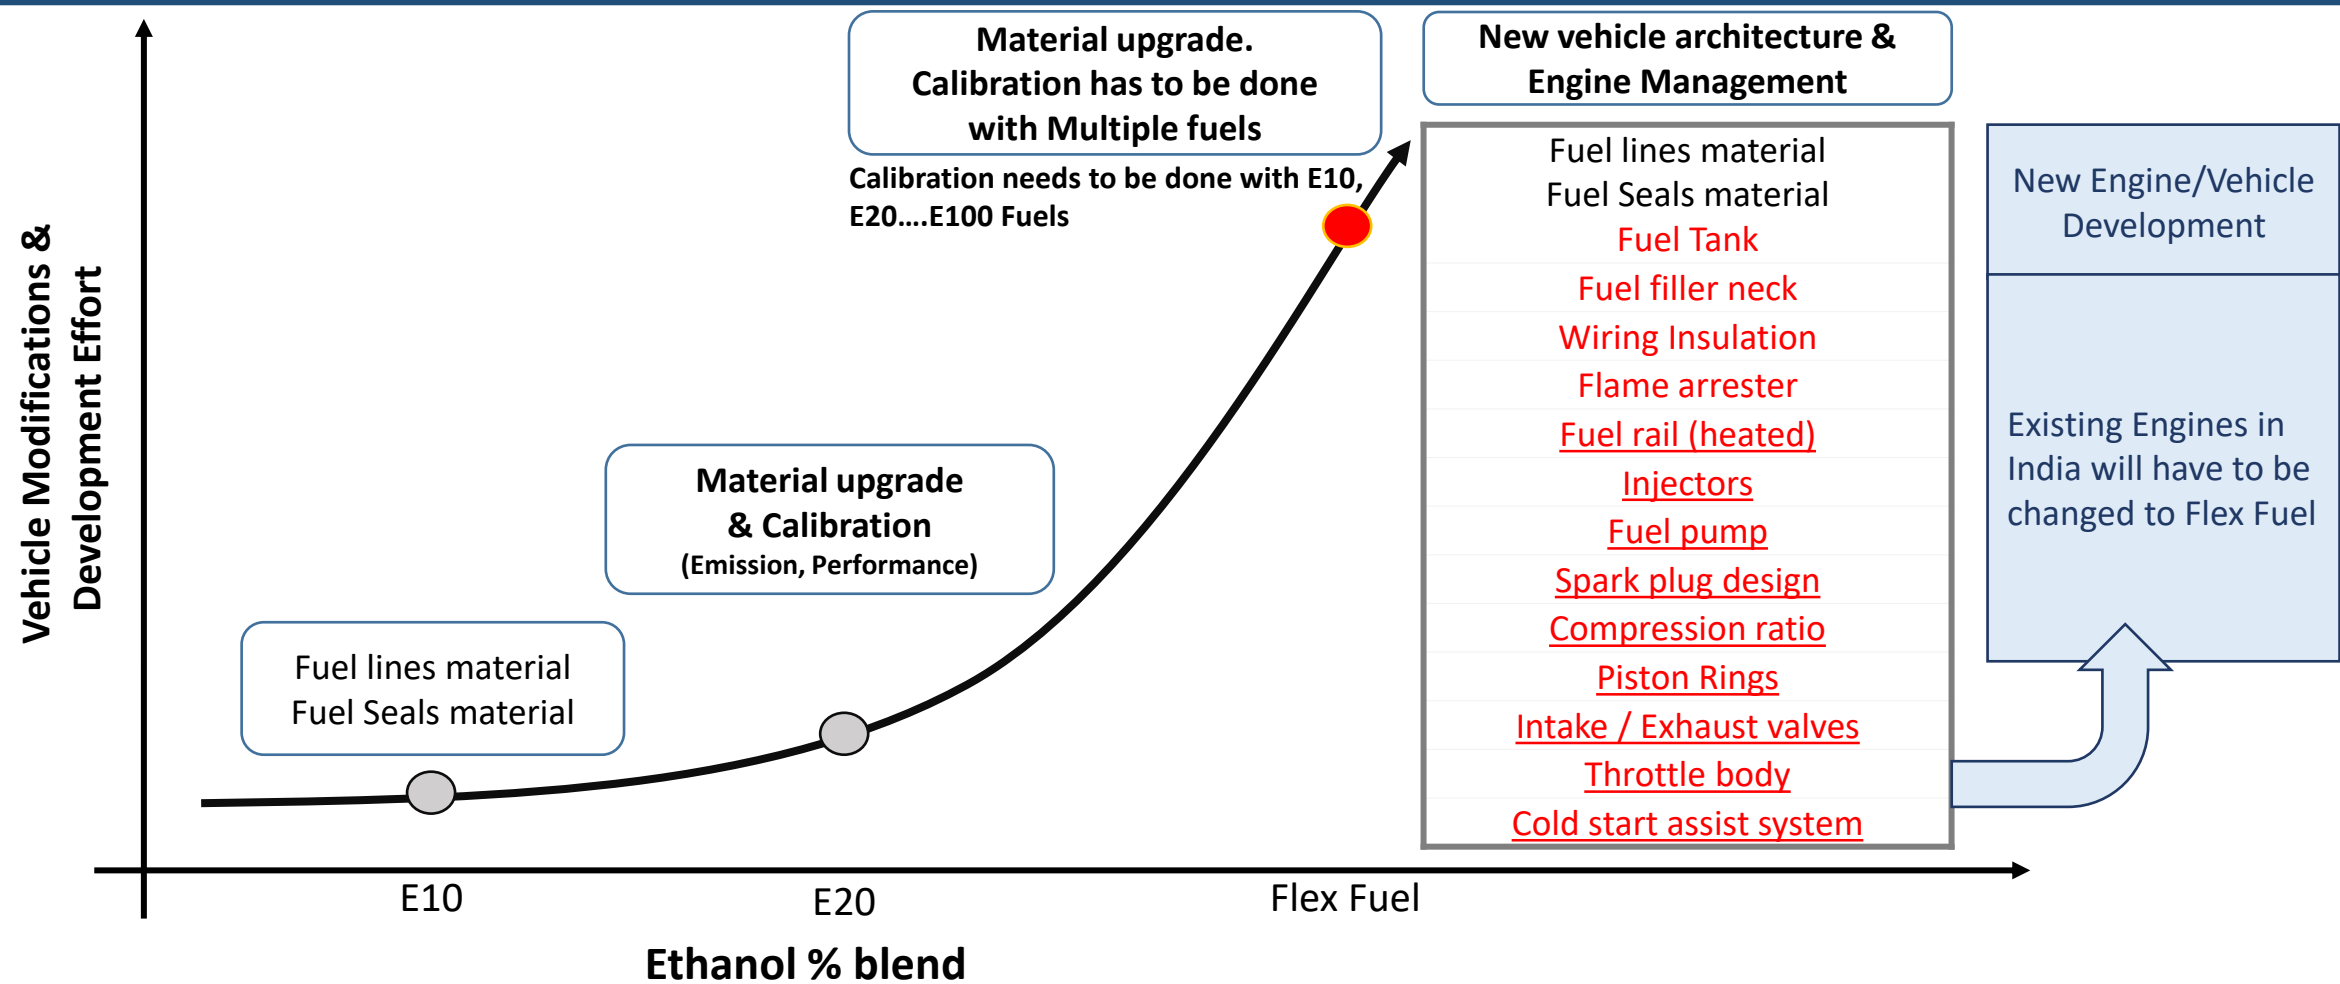 Material upgrade.
Calibration has to be done
with Multiple fuels
Calibration needs to be done with E10,
E20....E100 Fuels
New vehicle architecture &
Engine Management
Fuel lines material
Fuel Seals material
Fuel Tank
Fuel filler neck
Wiring Insulation
Flame arrester
Fuel rail (heated)
Injectors
Fuel pump
Spark plug design
Compression ratio
Piston Rings
Intake / Exhaust valves
Throttle body
Cold start assist system
New Engine/Vehicle
Development
Existing Engines in
India will have to be
changed to Flex Fuel
Vehicle Modifications &
Development Effort
Material upgrade
& Calibration
(Emission, Performance)
Fuel lines material
Fuel Seals material
E10
E20
Flex Fuel
Ethanol % blend